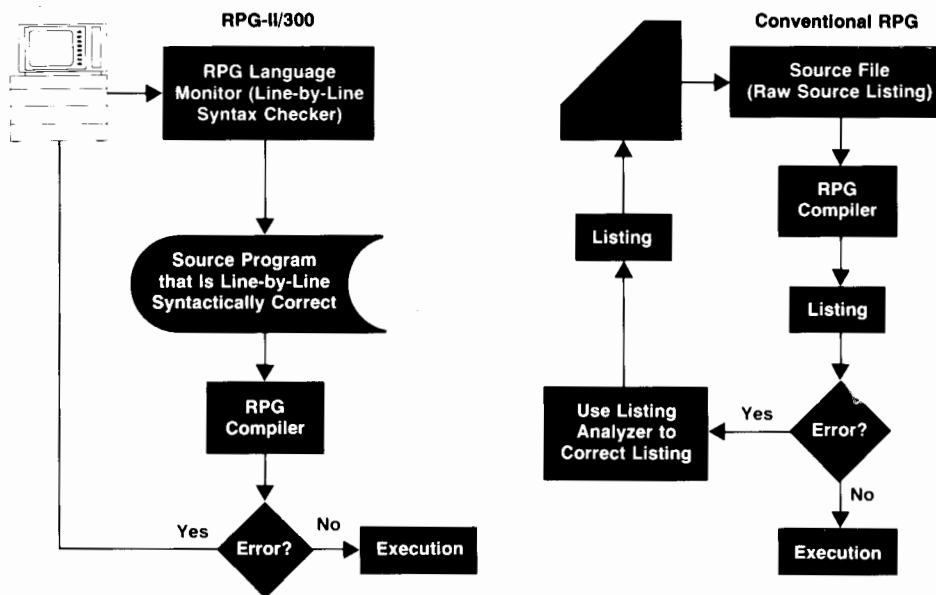 RPG-II/300
RPG Language
Monitor (Line-by-Line
Syntax Checker)
Source Program
that Is Line-by-Line
Syntactically Correct
RPG
Compiler
Yes
Error?
No
Execution
Conventional RPG
Source File
(Raw Source Listing)
RPG
Compiler
Listing
Error?
Yes
Use Listing
Analyzer to
Correct Listing
Listing
No
Execution